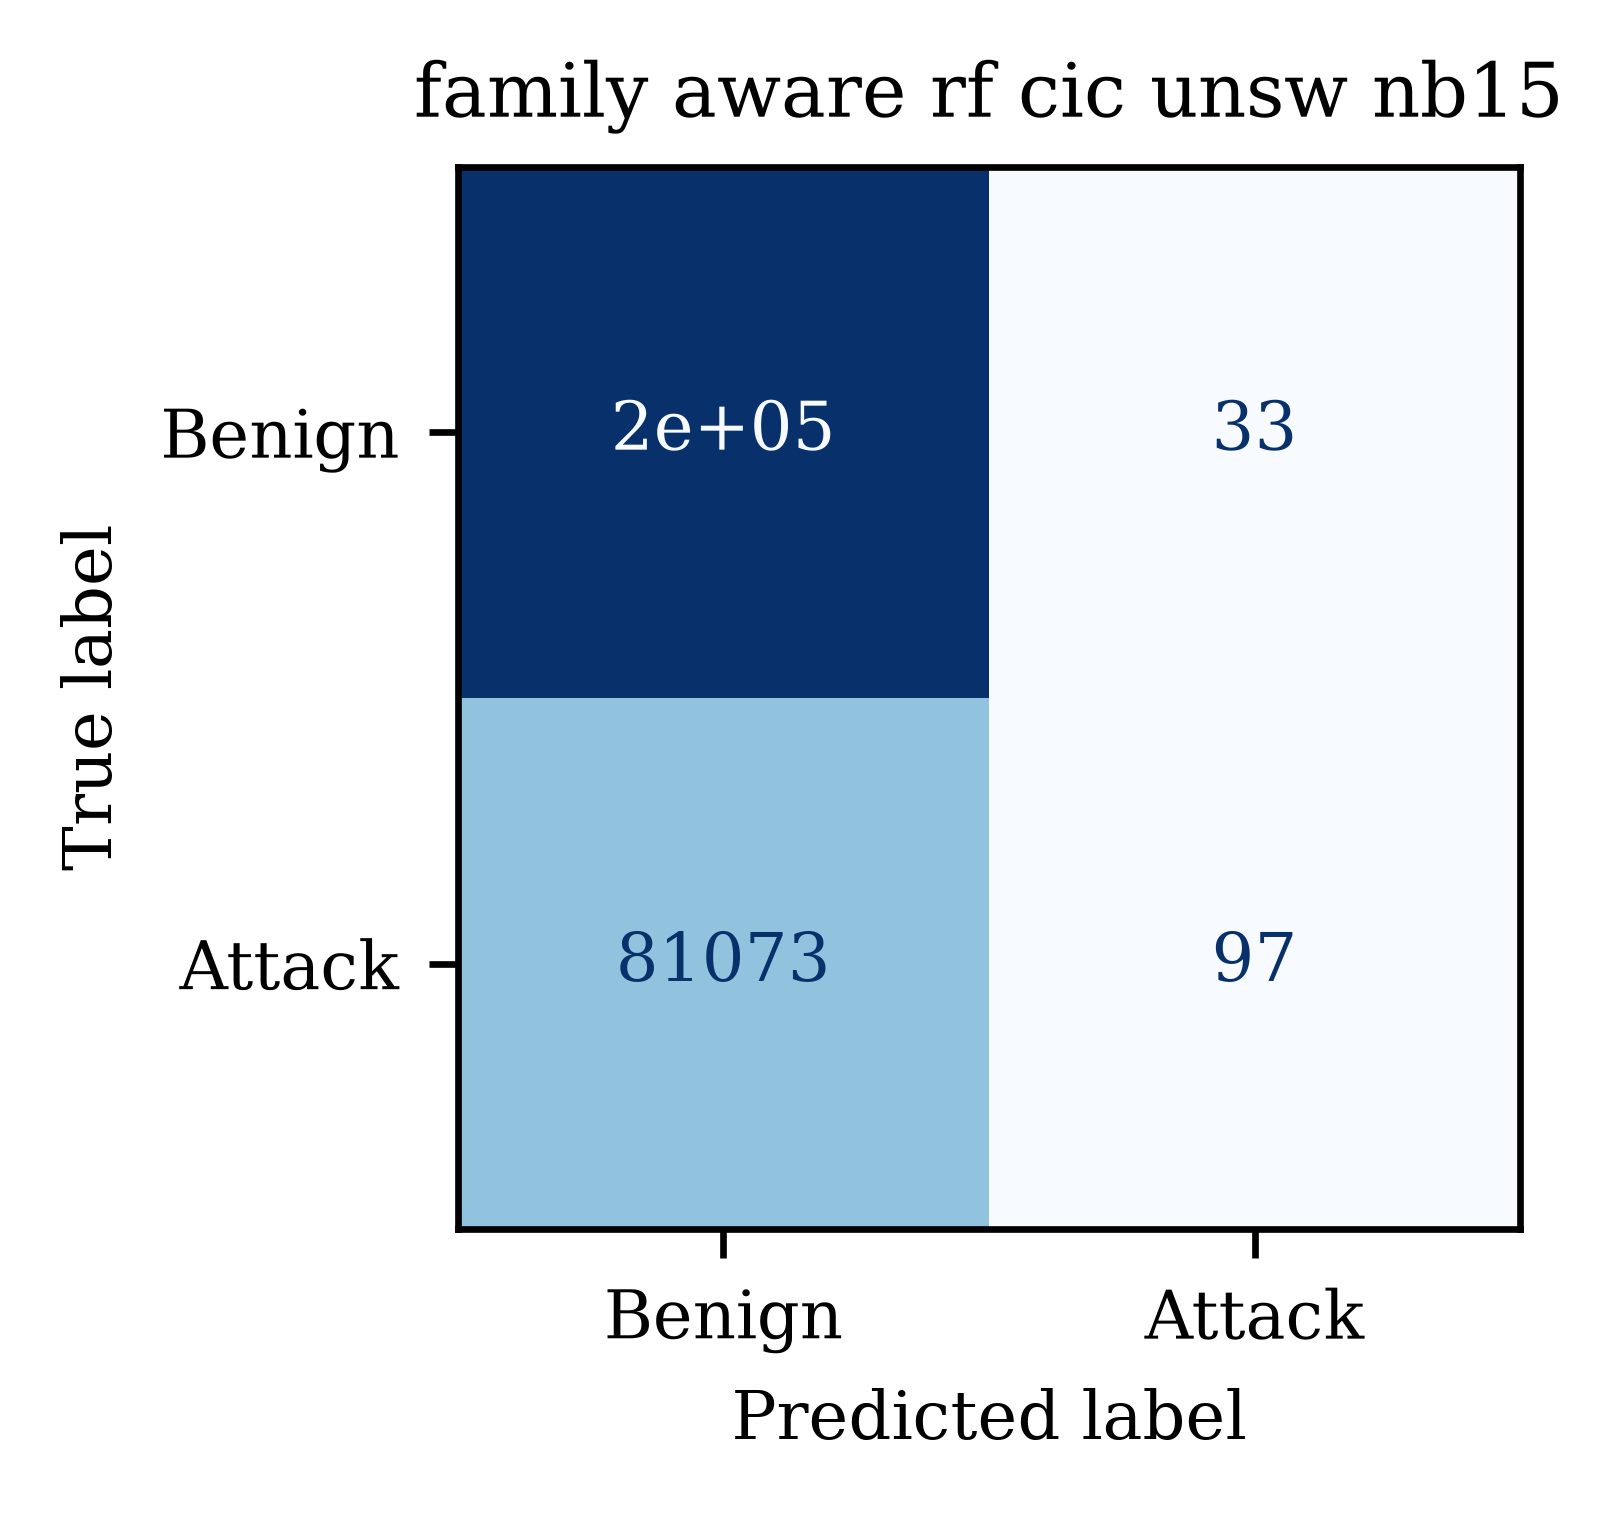 family aware rf cic unsw nb15
True label
Benign
2e+05
33
Attack
81073
97
Benign
Attack
Predicted label